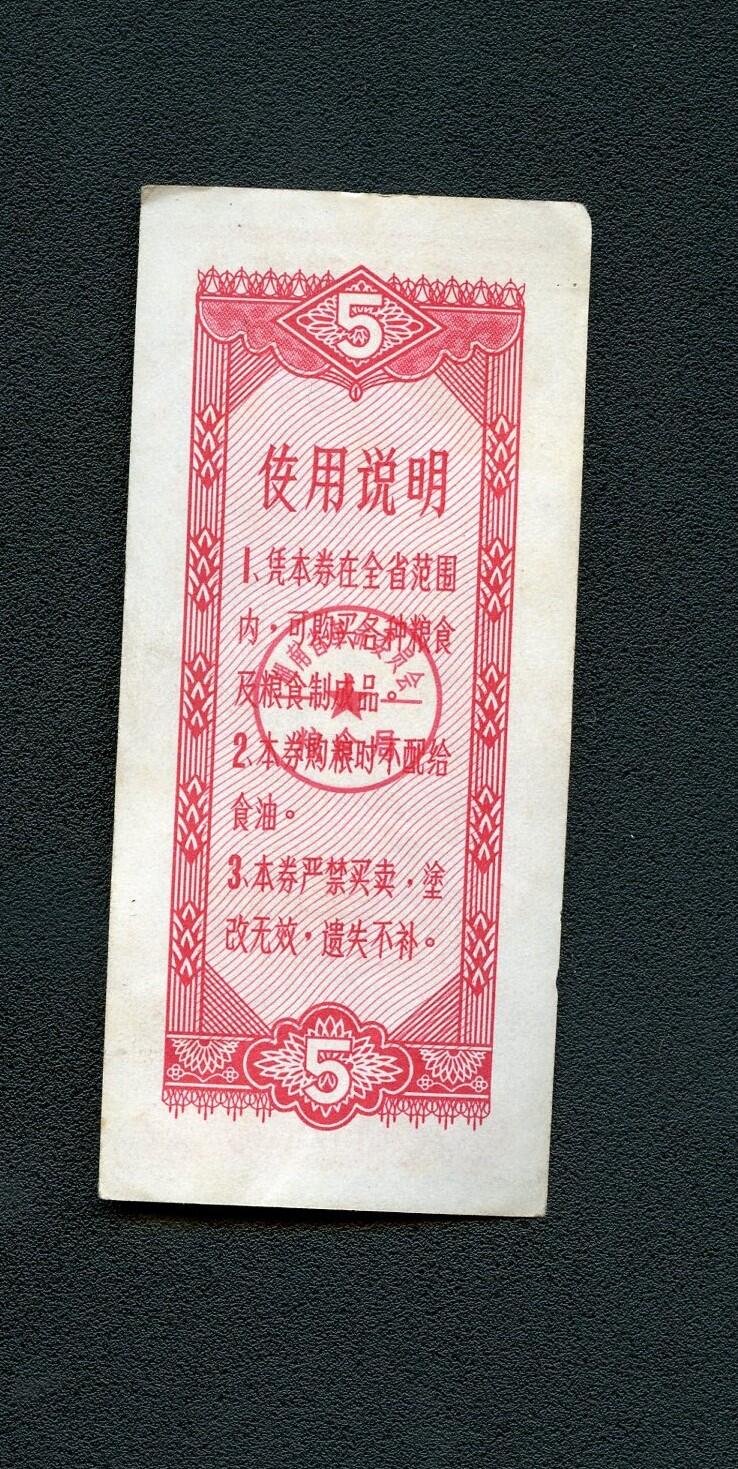 5
使用说明
1、凭本券在全省范围
内，可购买各种粮食
及粮食制成品。
2、本券购粮时不配给
食油。
3、本券严禁买卖，塗
改无效，遗失不补。
5